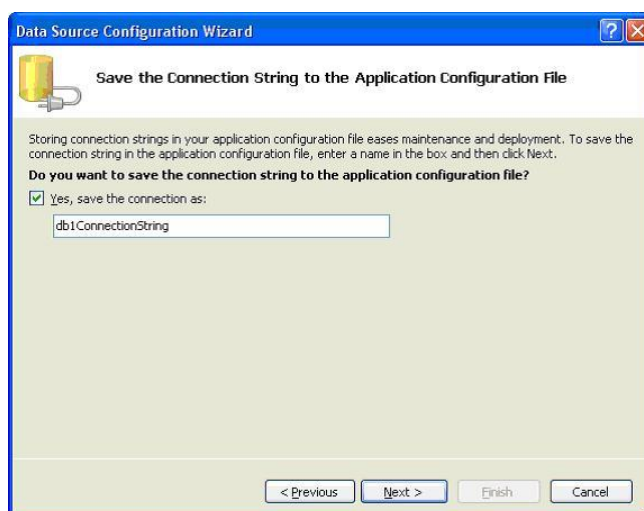 Data Source Configuration Wizard
Save the Connection String to the Application Configuration File
Storing connection strings in your application configuration file eases maintenance and deployment. To save the
connection string in the application configuration file, enter a name in the box and then click Next.
Do you want to save the connection string to the application configuration file?
Yes, save the connection as:
db1ConnectionString
< Previous
Next >
Finish
Cancel